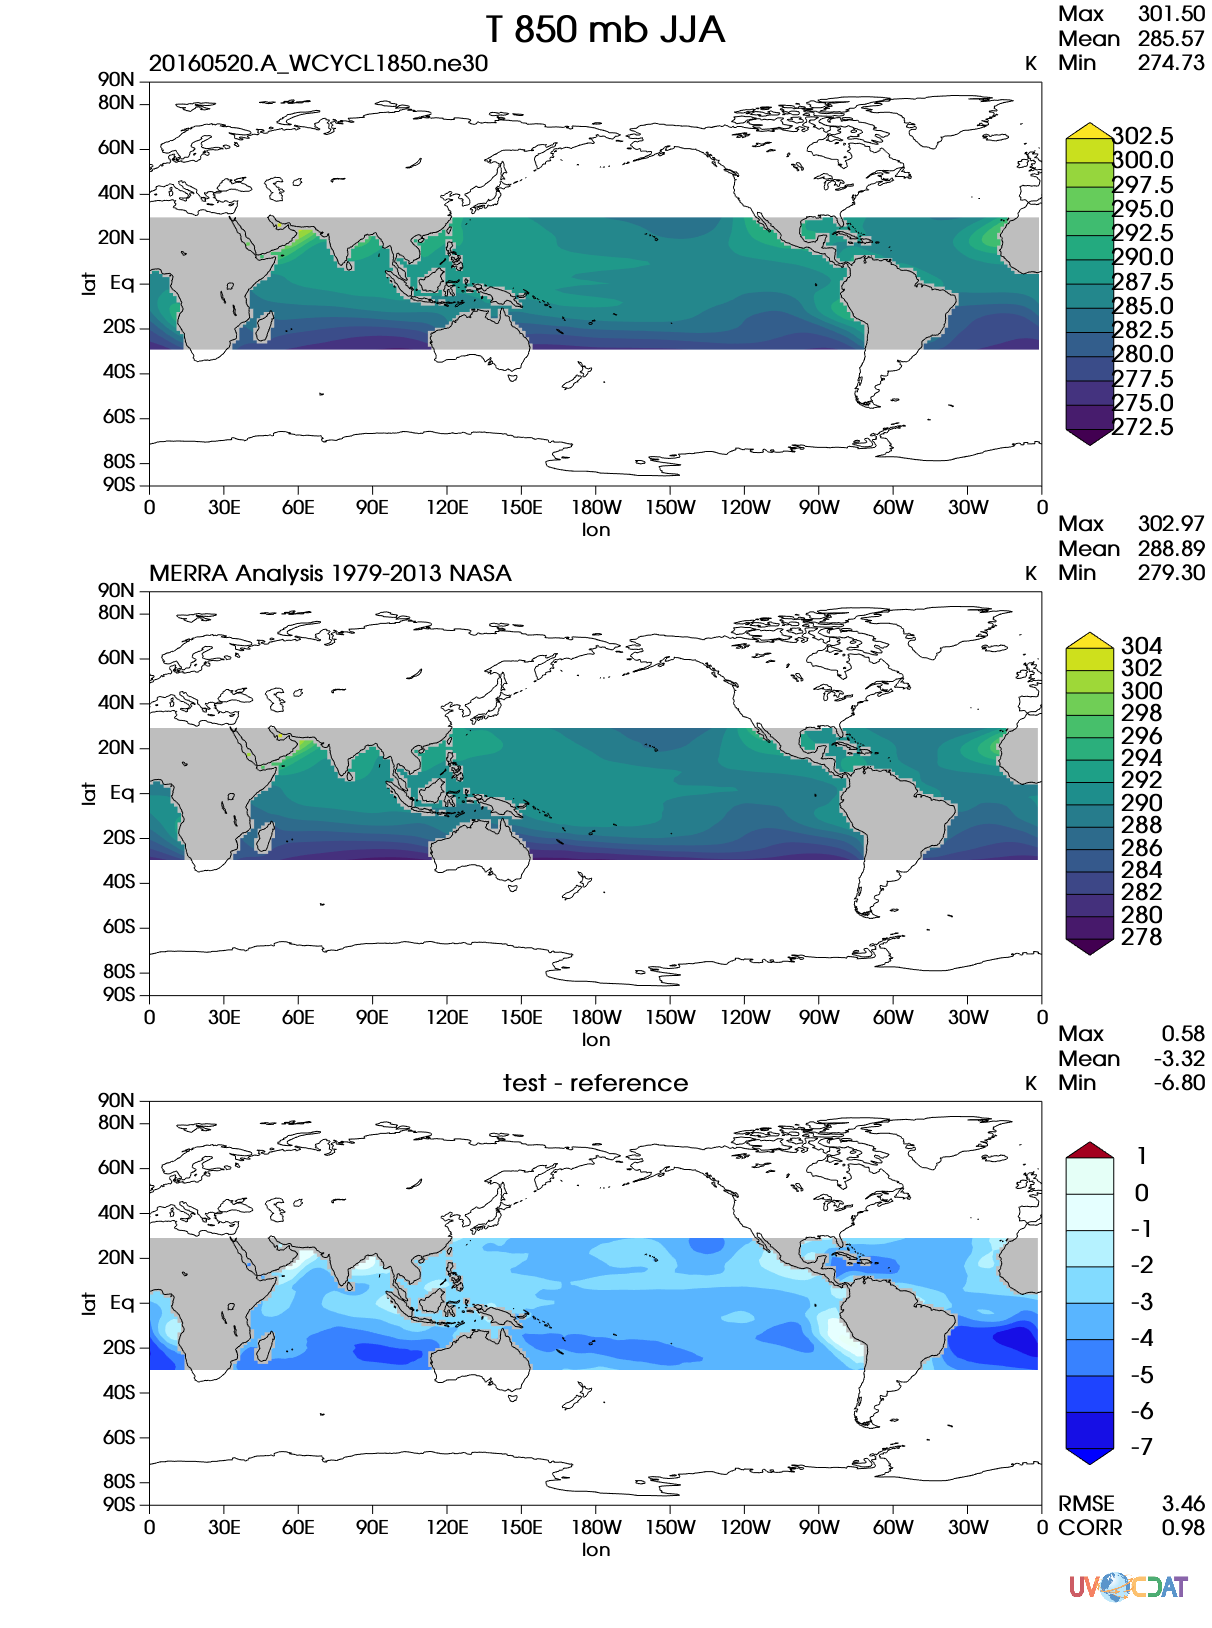 T 850 mb JJA
Max 301.50
Mean 285.57
Min 274.73
20160520.A_WCYCL1850.ne30 K
90N
80N
60N
40N
20N
Eq
20S
40S
60S
80S
90S
lat
0 30E 60E 90E 120E 150E 180W 150W 120W 90W 60W 30W 0
lon
302.5
300.0
297.5
295.0
292.5
290.0
287.5
285.0
282.5
280.0
277.5
275.0
272.5
Max 302.97
Mean 288.89
Min 279.30
MERRA Analysis 1979-2013 NASA K
90N
80N
60N
40N
20N
Eq
20S
40S
60S
80S
90S
lat
0 30E 60E 90E 120E 150E 180W 150W 120W 90W 60W 30W 0
lon
304
302
300
298
296
294
292
290
288
286
284
282
280
278
Max 0.58
Mean -3.32
Min -6.80
test - reference K
90N
80N
60N
40N
20N
Eq
20S
40S
60S
80S
90S
lat
0 30E 60E 90E 120E 150E 180W 150W 120W 90W 60W 30W 0
lon
1
0
-1
-2
-3
-4
-5
-6
-7
RMSE 3.46
CORR 0.98
UV CDAT